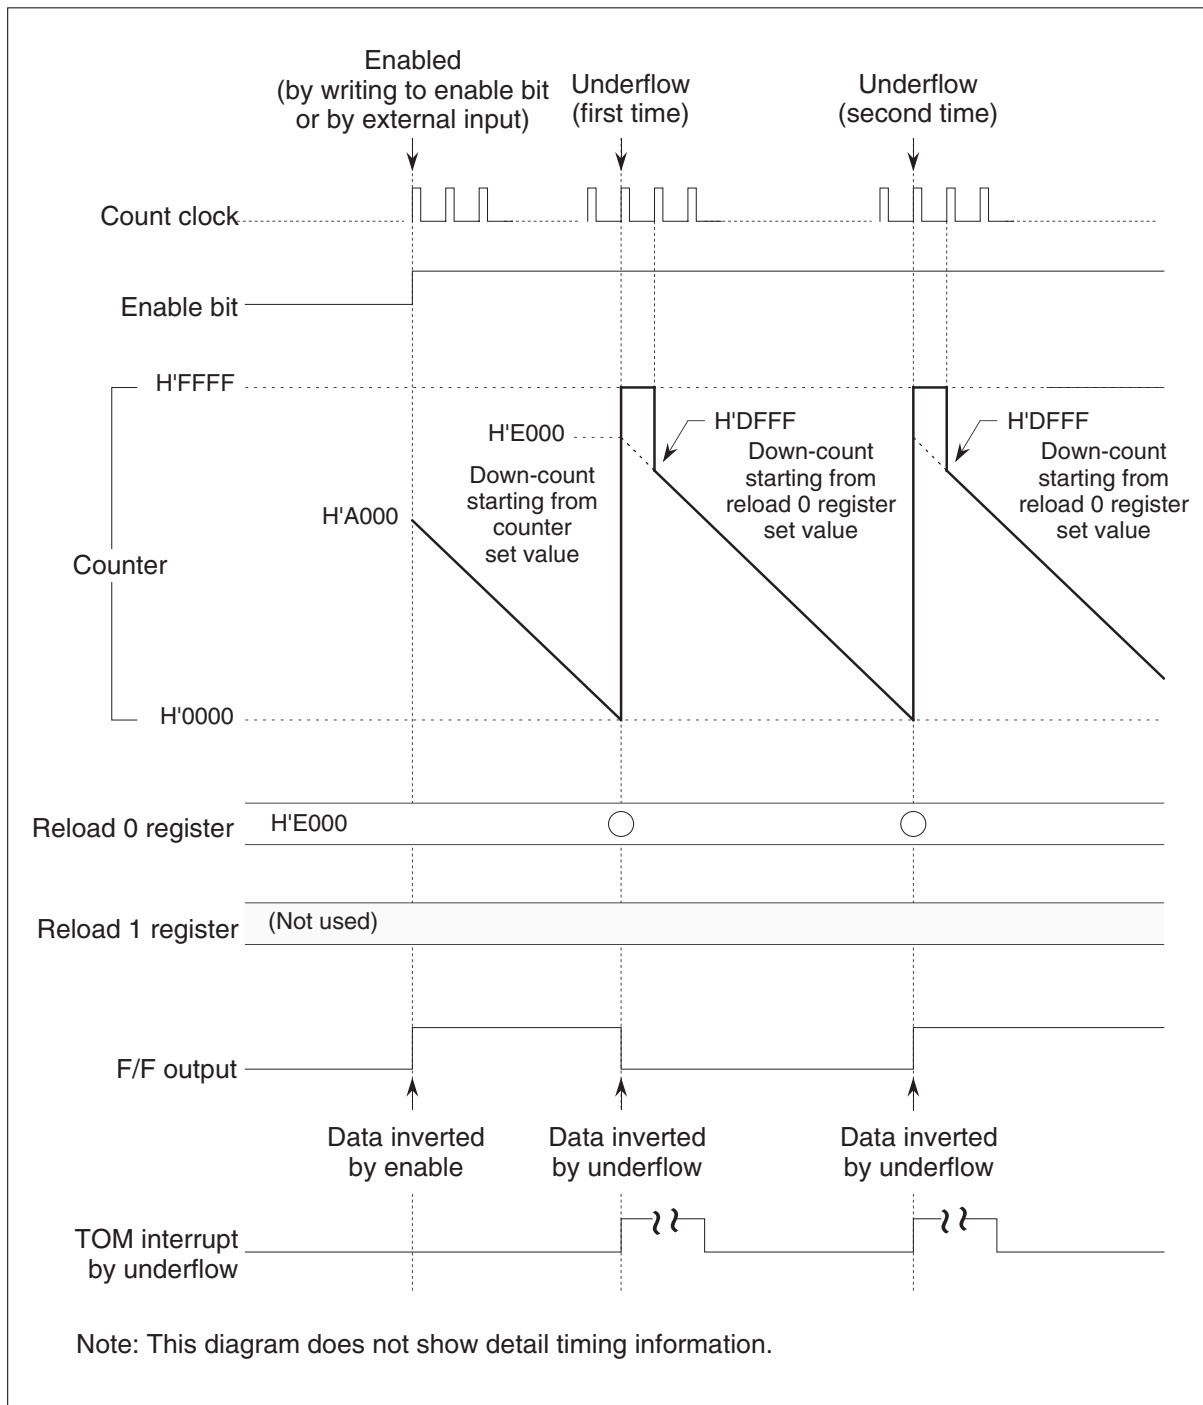 Enabled
(by writing to enable bit
or by external input)
Underflow
(first time)
Underflow
(second time)
Count clock
Enable bit
H'FFFF
H'E000
H'A000
H'0000
Counter
Down-count
starting from
counter
set value
H'DFFF
Down-count
starting from
reload 0 register
set value
H'DFFF
Down-count
starting from
reload 0 register
set value
Reload 0 register
H'E000
Reload 1 register
(Not used)
F/F output
Data inverted
by enable
Data inverted
by underflow
Data inverted
by underflow
TOM interrupt
by underflow
Note: This diagram does not show detail timing information.